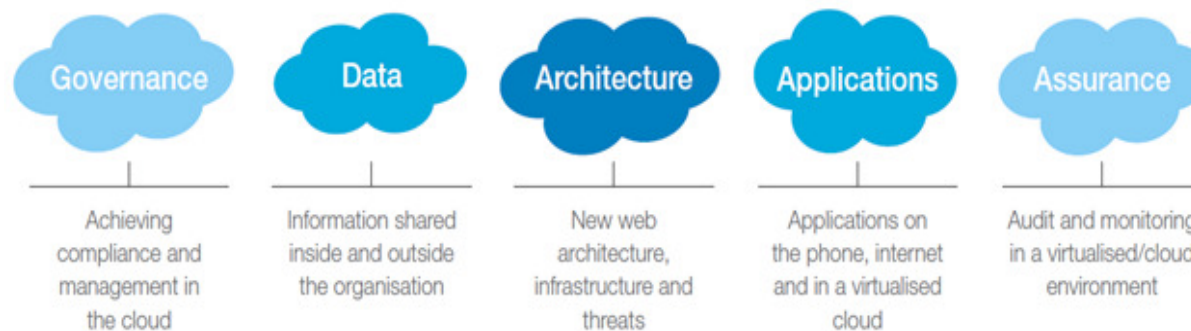 Governance
Achieving
compliance and
management in
the cloud
Data
Information shared
inside and outside
the organisation
Architecture
New web
architecture,
infrastructure and
threats
Applications
Applications on
the phone, internet
and in a virtualised
cloud
Assurance
Audit and monitoring
in a virtualised/cloud
environment